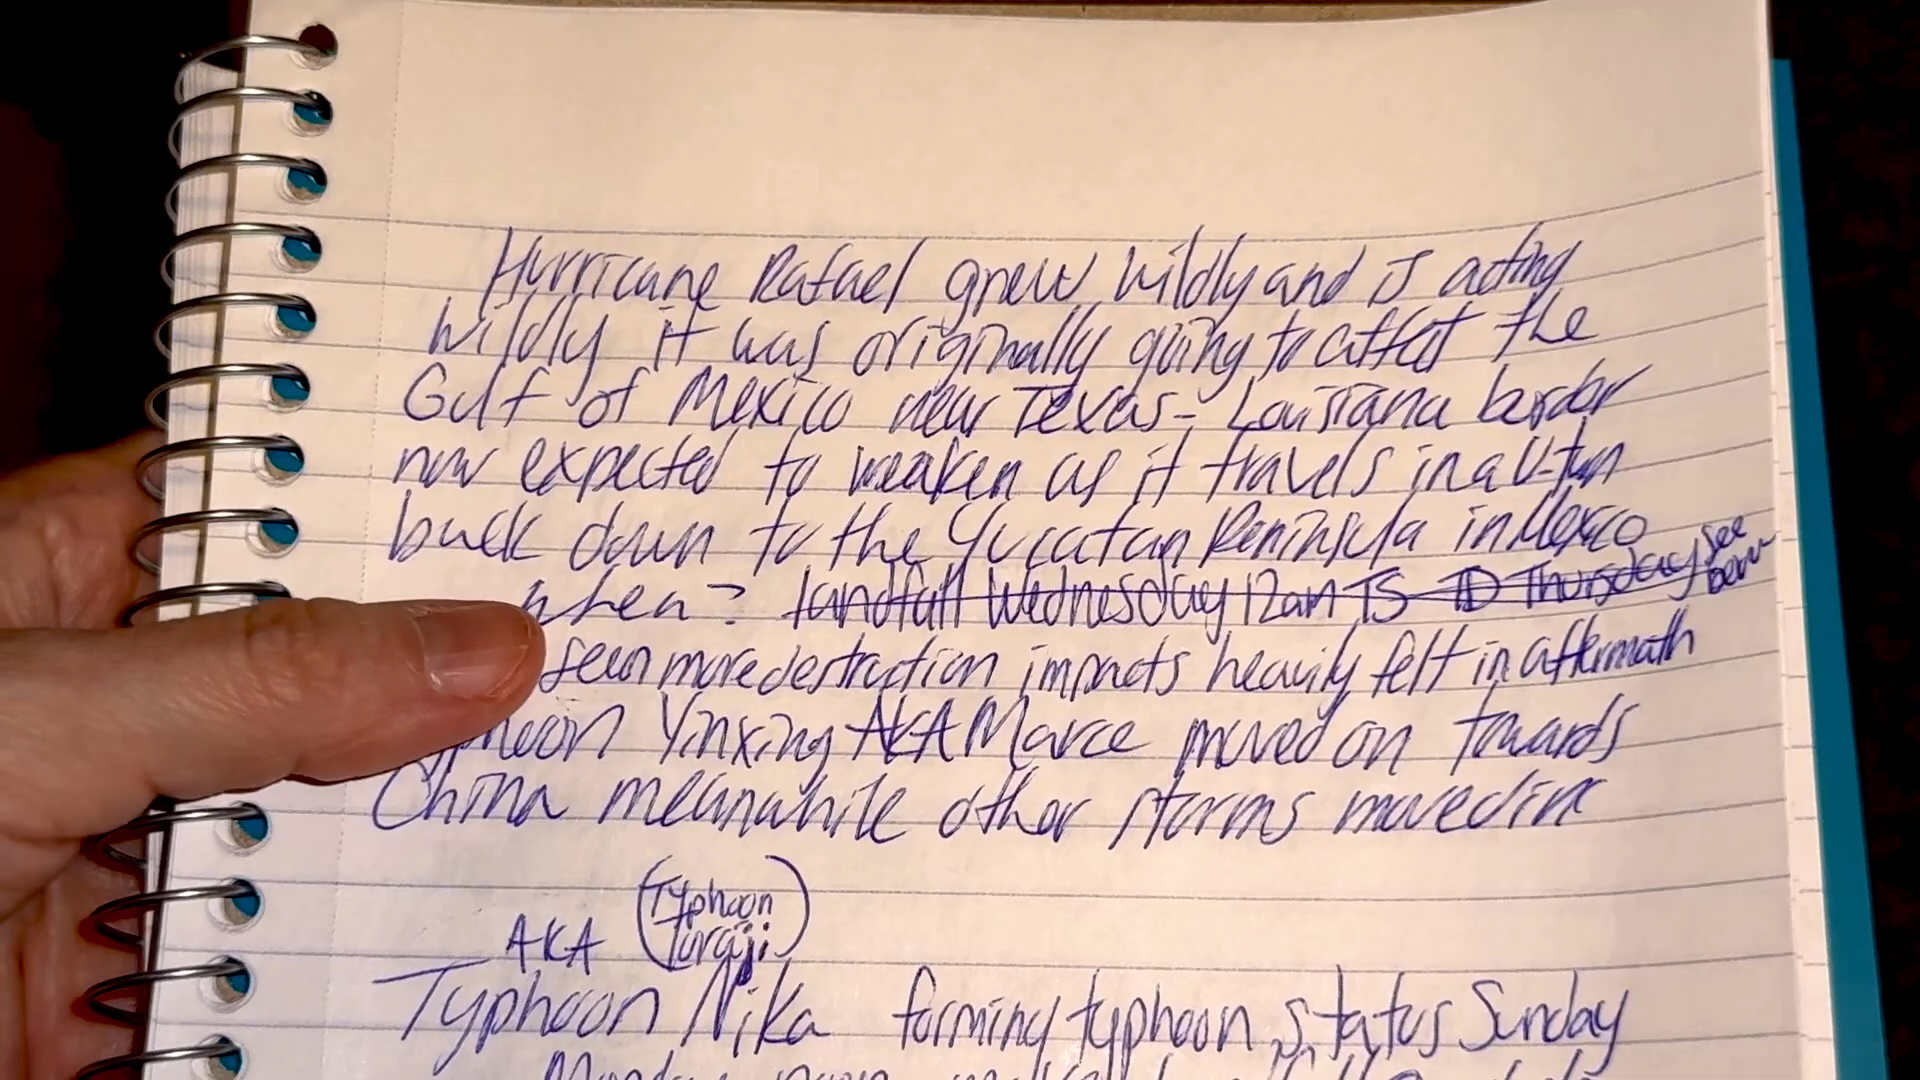 Hurricane Rafael grew wildly and is acting
wildly it was originally going to affect the
Gulf of Mexico near Texas- Louisiana border
now expected to weaken as it travels in a U-turn
back down to the Yucatan Peninsula in Mexico
when? landfall Wednesday 12am TS TD Thursday see below
seen more destruction impacts heavily felt in aftermath
Typhoon Yinxing AKA Marce moved on towards
China meanwhile other storms moved in
AKA (Typhoon
Toraji)
Typhoon Nika forming typhoon status Sunday